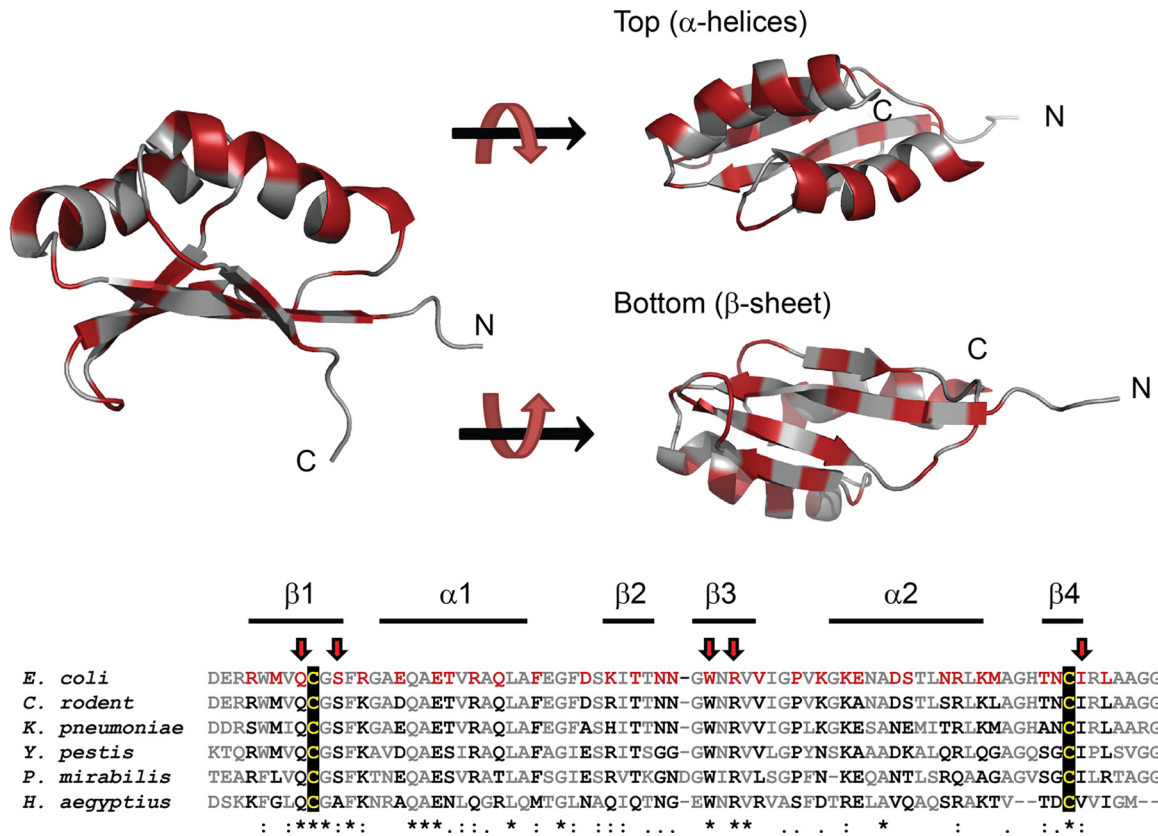 Top (α-helices)
C
N
N
C
Bottom (β-sheet)
C
N
β1 α1 β2 β3 α2 β4
E. coli DERRWMVQCGSFRGAEQAETVRAQLAFEGFDSKITTNN-GWNRVVIGPVKGKENADSTLNRLKMAGHTNCIRLAAGG
C. rodent DERRWMVQCGSFKGADQAETVRAQLAFEGFDSRITTNN-GWNRVVIGPVKGKANADSTLSRLKLAGHTNCIRLAAGG
K. pneumoniae DDRSWMIQCGSFKGAEQAETVRAQLAFEGFASHITTNN-GWNRVVIGPLKGKESANEMITRLKMAGHANCIRLAARG
Y. pestis KTQRWMVQCGSFKAVDQAESIRAQLAFAGIESRITSGG-GWNRVVLGPYNSKAAADKALQRLQGAGQSGCIPLSVGG
P. mirabilis TEARFLVQCGSFKTNEQAESVRATLAFSGIESRVTKGNDGWIRVLSGPFN-KEQANTLSRQAAGAGVSGCILRTAGG
H. aegyptius DSKKFGLQCGAFKNRAQAENLQGRLQMTGLNAQIQTNG-EWNRVRVASFDTRELAVQAQSRAKTV--TDCVVIGM--
: :***:* ***.::. * : *: :::: ... * ** .. . : * . :.*: